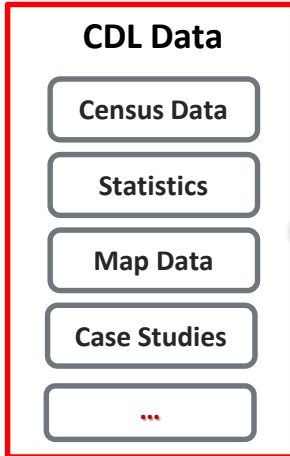 CDL Data
Census Data
Statistics
Map Data
Case Studies
...